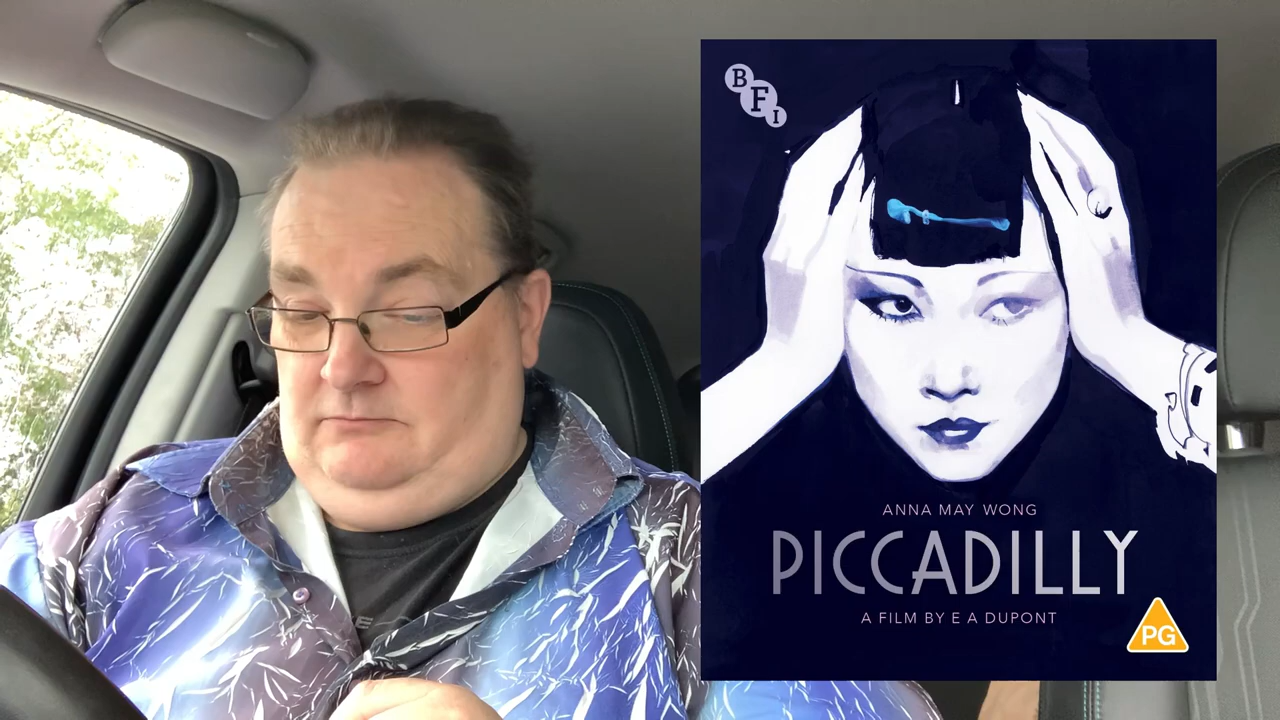 BFI
ANNA MAY WONG
PICCADILLY
A FILM BY E A DUPONT
PG